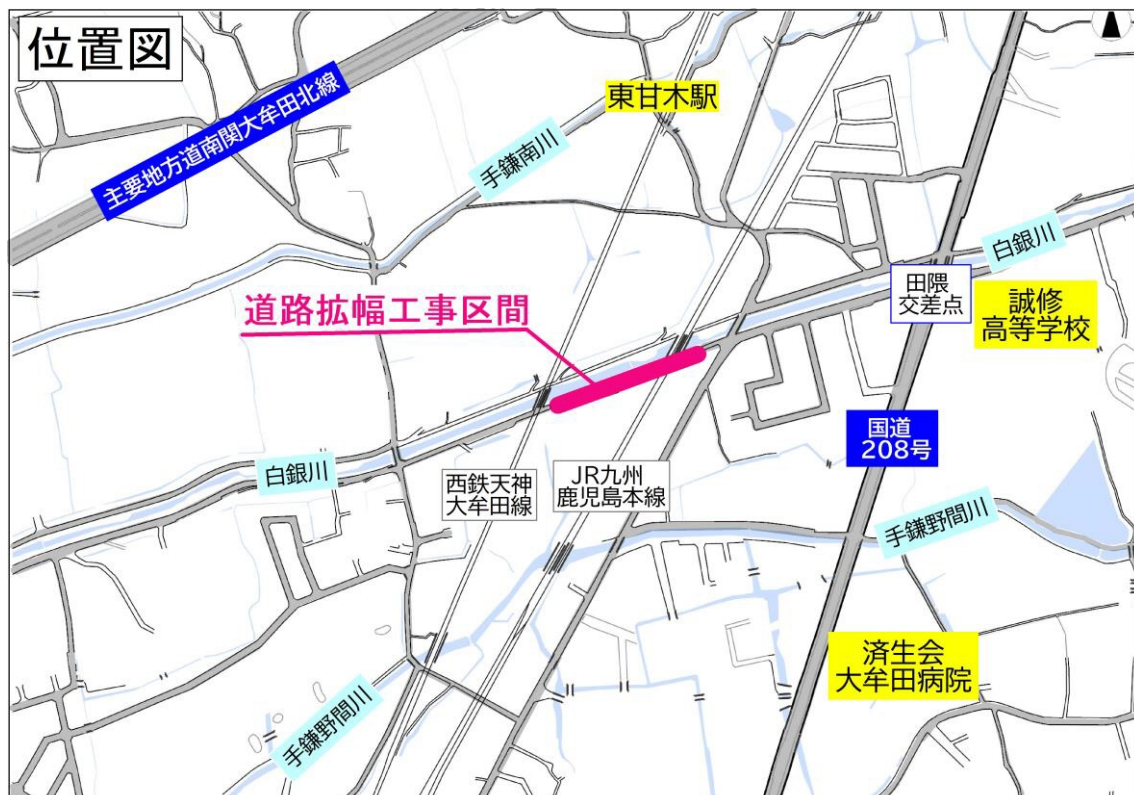 位置図
主要地方道南関大牟田北線
手鎌南川
東甘木駅
白銀川
田隈
交差点
誠修
高等学校
道路拡幅工事区間
国道
208号
白銀川
西鉄天神
大牟田線
JR九州
鹿児島本線
手鎌野間川
済生会
大牟田病院
手鎌野間川